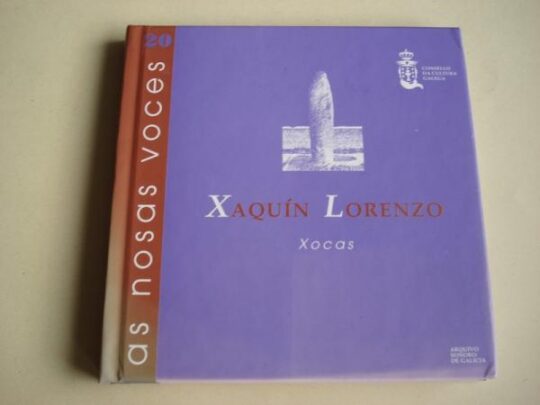 20
as nosas voces
CONSELLO
DA CULTURA
GALEGA
XAQUÍN LORENZO
Xocas
ARQUIVO
SONORO
DE GALICIA